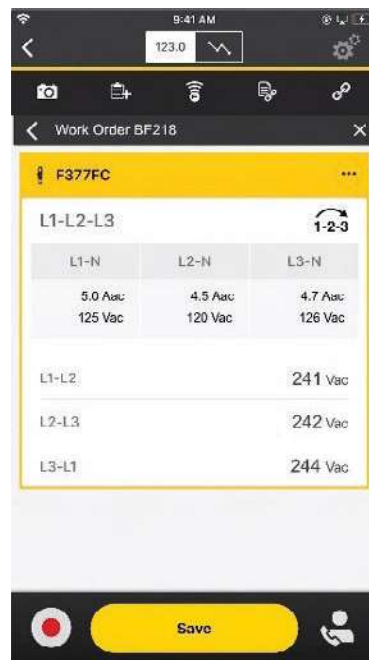 9:41 AM
123.0
Work Order BF218
F377FC
L1-L2-L3
1-2-3
L1-N L2-N L3-N
5.0 Aac 4.5 Aac 4.7 Aac
125 Vac 120 Vac 126 Vac
L1-L2 241 Vac
L2-L3 242 Vac
L3-L1 244 Vac
Save